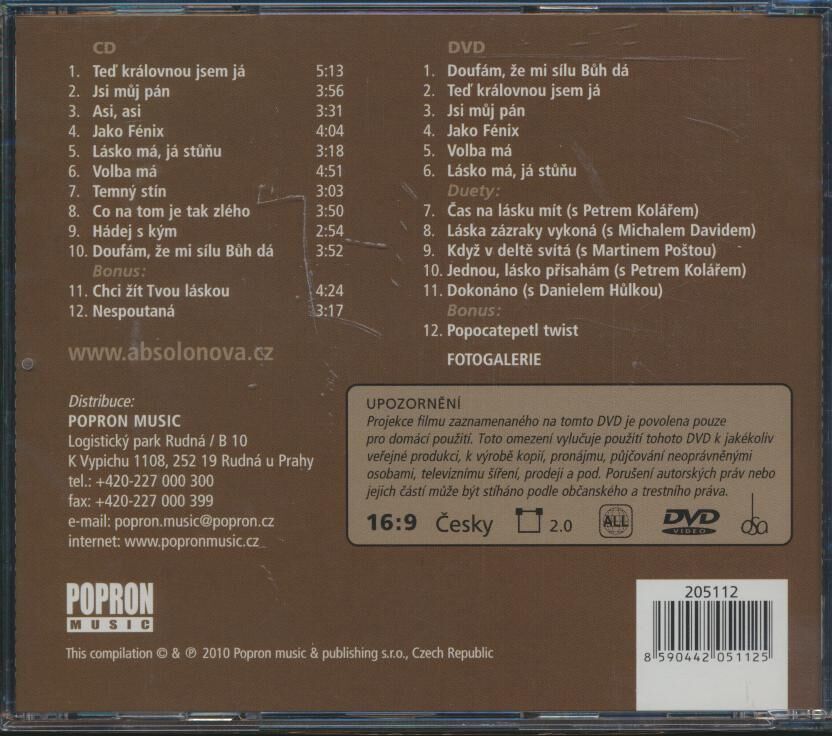 CD
1. Teď královnou jsem já 5:13
2. Jsi můj pán 3:56
3. Asi, asi 3:31
4. Jako Fénix 4:04
5. Lásko má, já stůňu 3:18
6. Volba má 4:51
7. Temný stín 3:03
8. Co na tom je tak zlého 3:50
9. Hádej s kým 2:54
10. Doufám, že mi sílu Bůh dá 3:52
Bonus:
11. Chci žít Tvou láskou 4:24
12. Nespoutaná 3:17
www.absolonova.cz
DVD
1. Doufám, že mi sílu Bůh dá
2. Teď královnou jsem já
3. Jsi můj pán
4. Jako Fénix
5. Volba má
6. Lásko má, já stůňu
Duety:
7. Čas na lásku mít (s Petrem Kolářem)
8. Láska zázraky vykoná (s Michalem Davidem)
9. Když v deltě svítá (s Martinem Poštou)
10. Jednou, lásko přísahám (s Petrem Kolářem)
11. Dokonáno (s Danielem Hůlkou)
Bonus:
12. Popocatepetl twist
FOTOGALERIE
Distribuce:
POPRON MUSIC
Logistický park Rudná / B 10
K Vypichu 1108, 252 19 Rudná u Prahy
tel.: +420-227 000 300
fax: +420-227 000 399
e-mail: popron.music@popron.cz
internet: www.popronmusic.cz
UPOZORNĚNÍ
Projekce filmu zaznamenaného na tomto DVD je povolena pouze
pro domácí použití. Toto omezení vylučuje použití tohoto DVD k jakékoliv
veřejné produkci, k výrobě kopií, pronájmu, půjčování neoprávněnými
osobami, televiznímu šíření, prodeji a pod. Porušení autorských práv nebo
jejich částí může být stíháno podle občanského a trestního práva.
16:9 Česky 2.0 ALL DVD VIDEO osa
POPRON
MUSIC
This compilation © & ℗ 2010 Popron music & publishing s.r.o., Czech Republic
205112
8 590442 051125